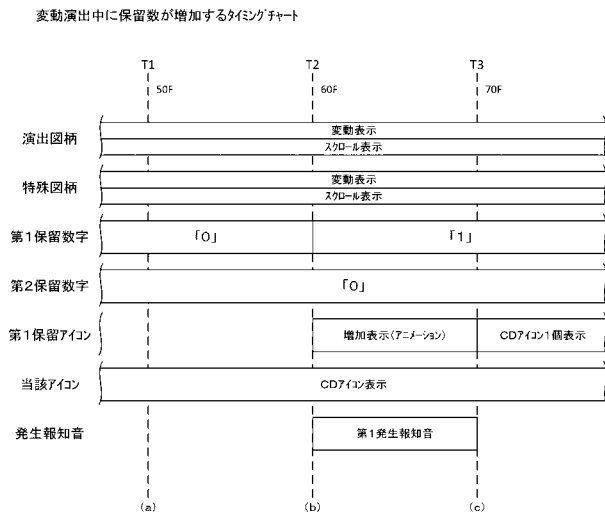 変動演出中に保留数が増加するタイミングチャート
T1 T2 T3
50F 60F 70F
演出図柄 変動表示
スクロール表示
特殊図柄 変動表示
スクロール表示
第1保留数字 「0」 「1」
第2保留数字 「0」
第1保留アイコン 増加表示(アニメーション) CDアイコン1個表示
当該アイコン CDアイコン表示
発生報知音 第1発生報知音
(a) (b) (c)